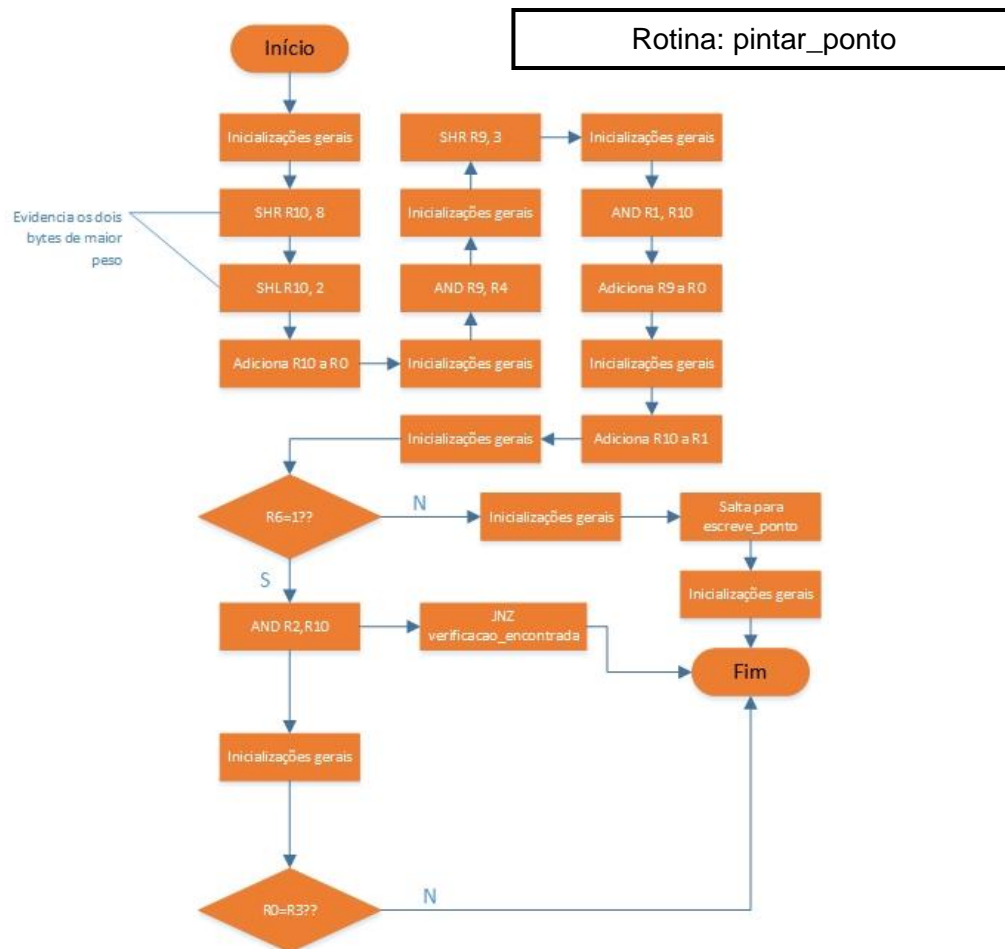 Rotina: pintar_ponto
Início
Inicializações gerais
SHR R10, 8
Evidencia os dois
bytes de maior
peso
SHL R10, 2
Adiciona R10 a R0
Inicializações gerais
AND R9, R4
Inicializações gerais
SHR R9, 3
Inicializações gerais
AND R1, R10
Adiciona R9 a R0
Inicializações gerais
Adiciona R10 a R1
Inicializações gerais
R6=1??
N
Inicializações gerais
Salta para
escreve_ponto
Inicializações gerais
S
AND R2,R10
JNZ
verificacao_encontrada
Fim
Inicializações gerais
R0=R3??
N